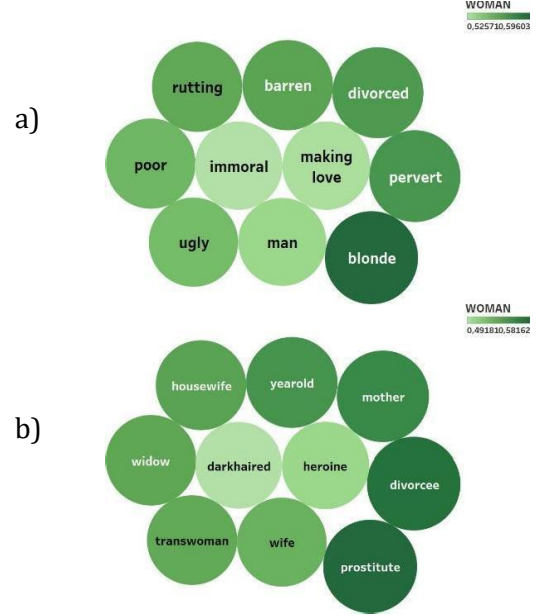 WOMAN
0,525710,59603
a)
rutting
barren
divorced
poor
immoral
making
love
pervert
ugly
man
blonde
WOMAN
0,491810,58162
b)
housewife
yearold
mother
widow
darkhaired
heroine
divorcee
transwoman
wife
prostitute